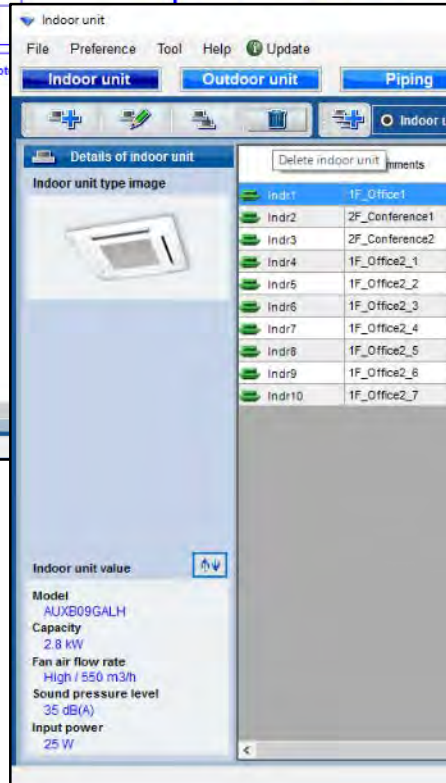 Indoor unit
File Preference Tool Help Update
Indoor unit Outdoor unit Piping
Indoor u
Details of indoor unit
Delete indoor unit mments
Indoor unit type image
Indr1 1F_Office1
Indr2 2F_Conference1
Indr3 2F_Conference2
Indr4 1F_Office2_1
Indr5 1F_Office2_2
Indr6 1F_Office2_3
Indr7 1F_Office2_4
Indr8 1F_Office2_5
Indr9 1F_Office2_6
Indr10 1F_Office2_7
Indoor unit value
Model
AUXB09GALH
Capacity
2.8 kW
Fan air flow rate
High / 550 m3/h
Sound pressure level
35 dB(A)
Input power
25 W